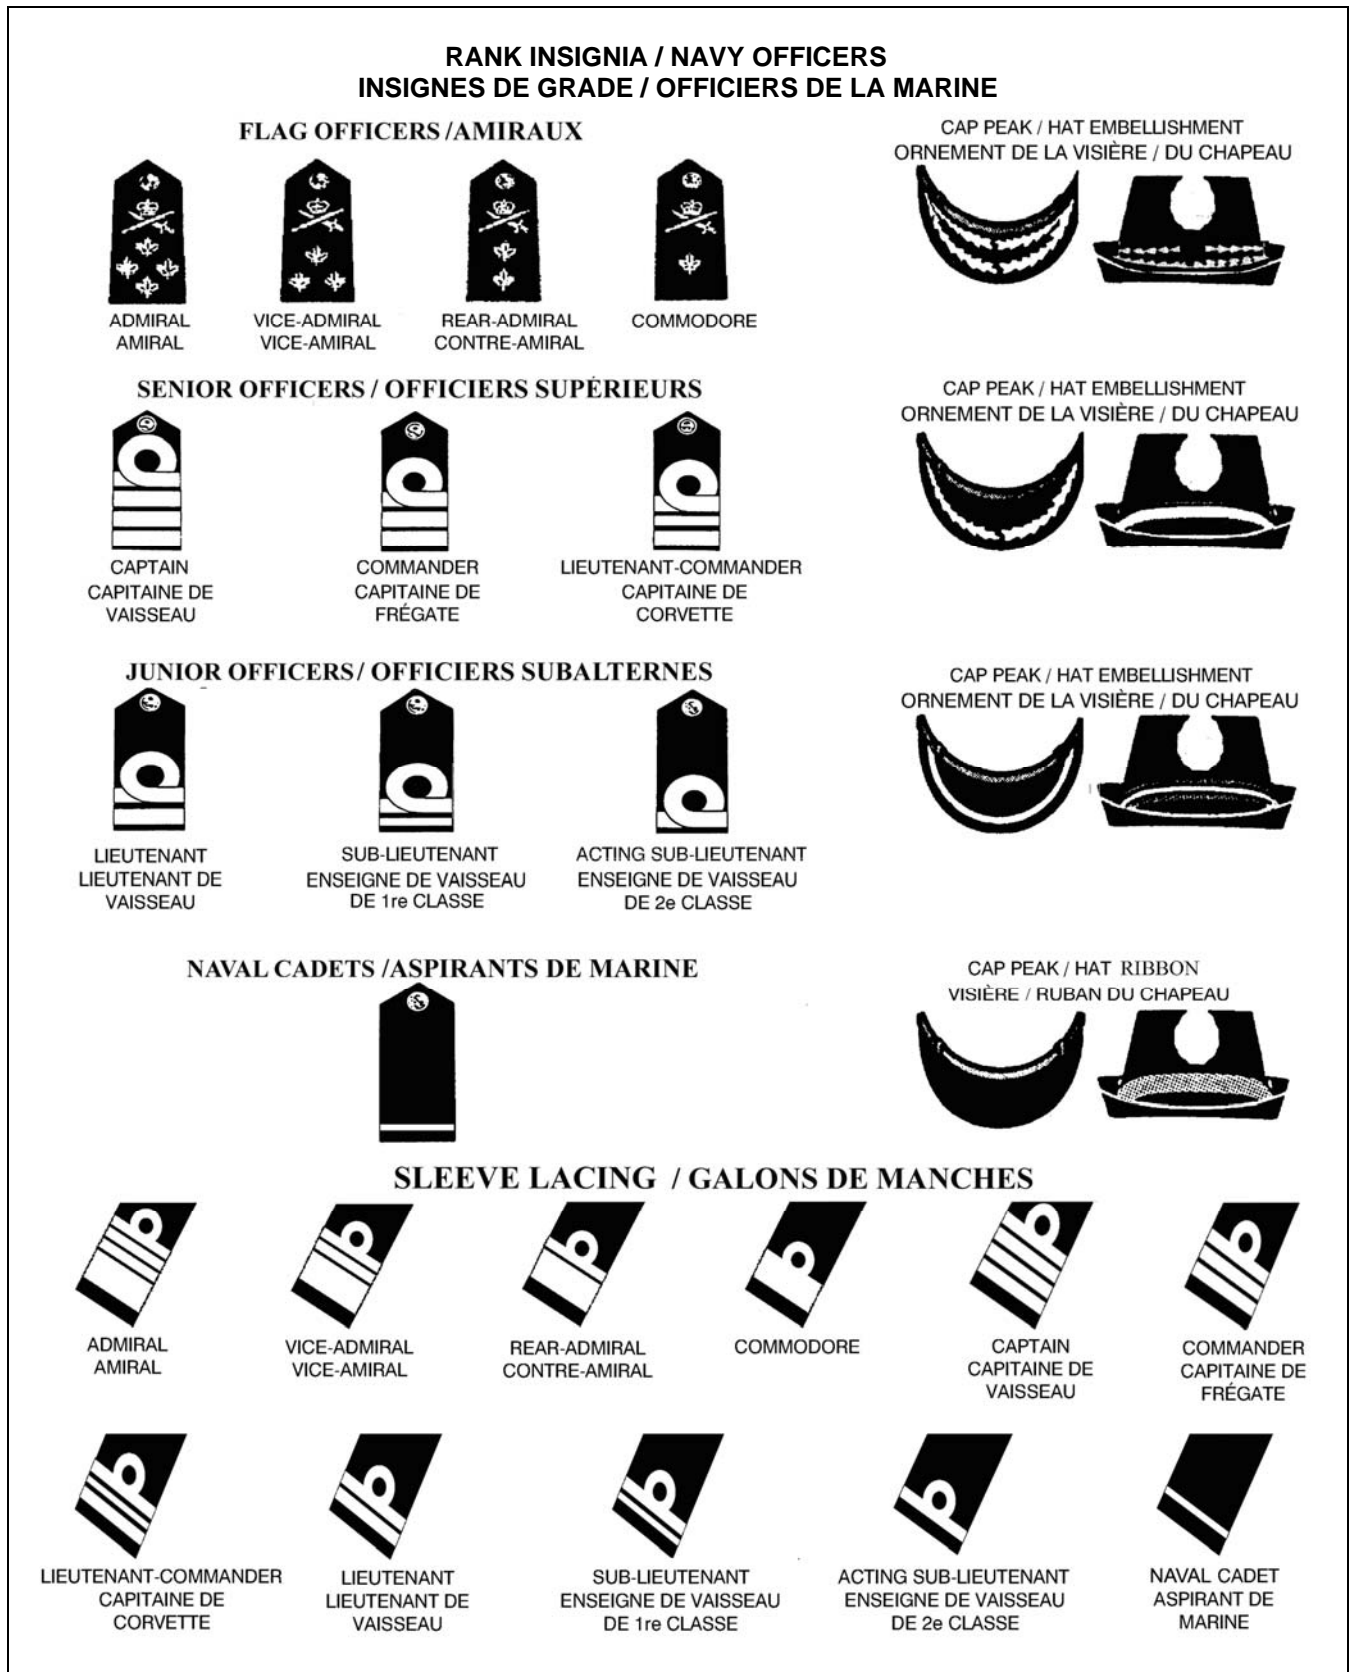 RANK INSIGNIA / NAVY OFFICERS
INSIGNES DE GRADE / OFFICIERS DE LA MARINE
FLAG OFFICERS /AMIRAUX
CAP PEAK / HAT EMBELLISHMENT
ORNEMENT DE LA VISIÈRE / DU CHAPEAU
ADMIRAL
AMIRAL
VICE-ADMIRAL
VICE-AMIRAL
REAR-ADMIRAL
CONTRE-AMIRAL
COMMODORE
SENIOR OFFICERS / OFFICIERS SUPÉRIEURS
CAP PEAK / HAT EMBELLISHMENT
ORNEMENT DE LA VISIÈRE / DU CHAPEAU
CAPTAIN
CAPITAINE DE
VAISSEAU
COMMANDER
CAPITAINE DE
FRÉGATE
LIEUTENANT-COMMANDER
CAPITAINE DE
CORVETTE
JUNIOR OFFICERS/ OFFICIERS SUBALTERNES
CAP PEAK / HAT EMBELLISHMENT
ORNEMENT DE LA VISIÈRE / DU CHAPEAU
LIEUTENANT
LIEUTENANT DE
VAISSEAU
SUB-LIEUTENANT
ENSEIGNE DE VAISSEAU
DE 1re CLASSE
ACTING SUB-LIEUTENANT
ENSEIGNE DE VAISSEAU
DE 2e CLASSE
NAVAL CADETS /ASPIRANTS DE MARINE
CAP PEAK / HAT RIBBON
VISIÈRE / RUBAN DU CHAPEAU
SLEEVE LACING / GALONS DE MANCHES
ADMIRAL
AMIRAL
VICE-ADMIRAL
VICE-AMIRAL
REAR-ADMIRAL
CONTRE-AMIRAL
COMMODORE
CAPTAIN
CAPITAINE DE
VAISSEAU
COMMANDER
CAPITAINE DE
FRÉGATE
LIEUTENANT-COMMANDER
CAPITAINE DE
CORVETTE
LIEUTENANT
LIEUTENANT DE
VAISSEAU
SUB-LIEUTENANT
ENSEIGNE DE VAISSEAU
DE 1re CLASSE
ACTING SUB-LIEUTENANT
ENSEIGNE DE VAISSEAU
DE 2e CLASSE
NAVAL CADET
ASPIRANT DE
MARINE